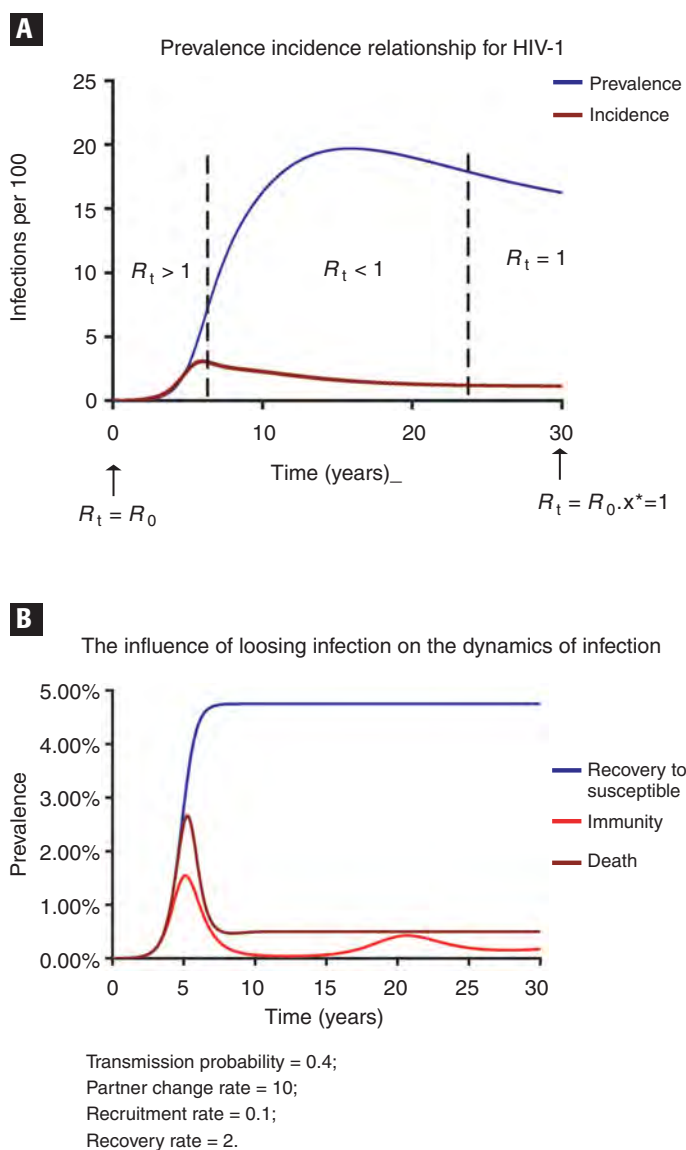 A
Prevalence incidence relationship for HIV-1
25
20
15
10
5
0
Infections per 100
Prevalence
Incidence
Rt > 1
Rt < 1
Rt = 1
0
10
20
30
Time (years)_
Rt = R0
Rt = R0.x*=1
B
The influence of loosing infection on the dynamics of infection
5.00%
4.00%
3.00%
2.00%
1.00%
0.00%
Prevalence
Recovery to
susceptible
Immunity
Death
0
5
10
15
20
25
30
Time (years)
Transmission probability = 0.4;
Partner change rate = 10;
Recruitment rate = 0.1;
Recovery rate = 2.